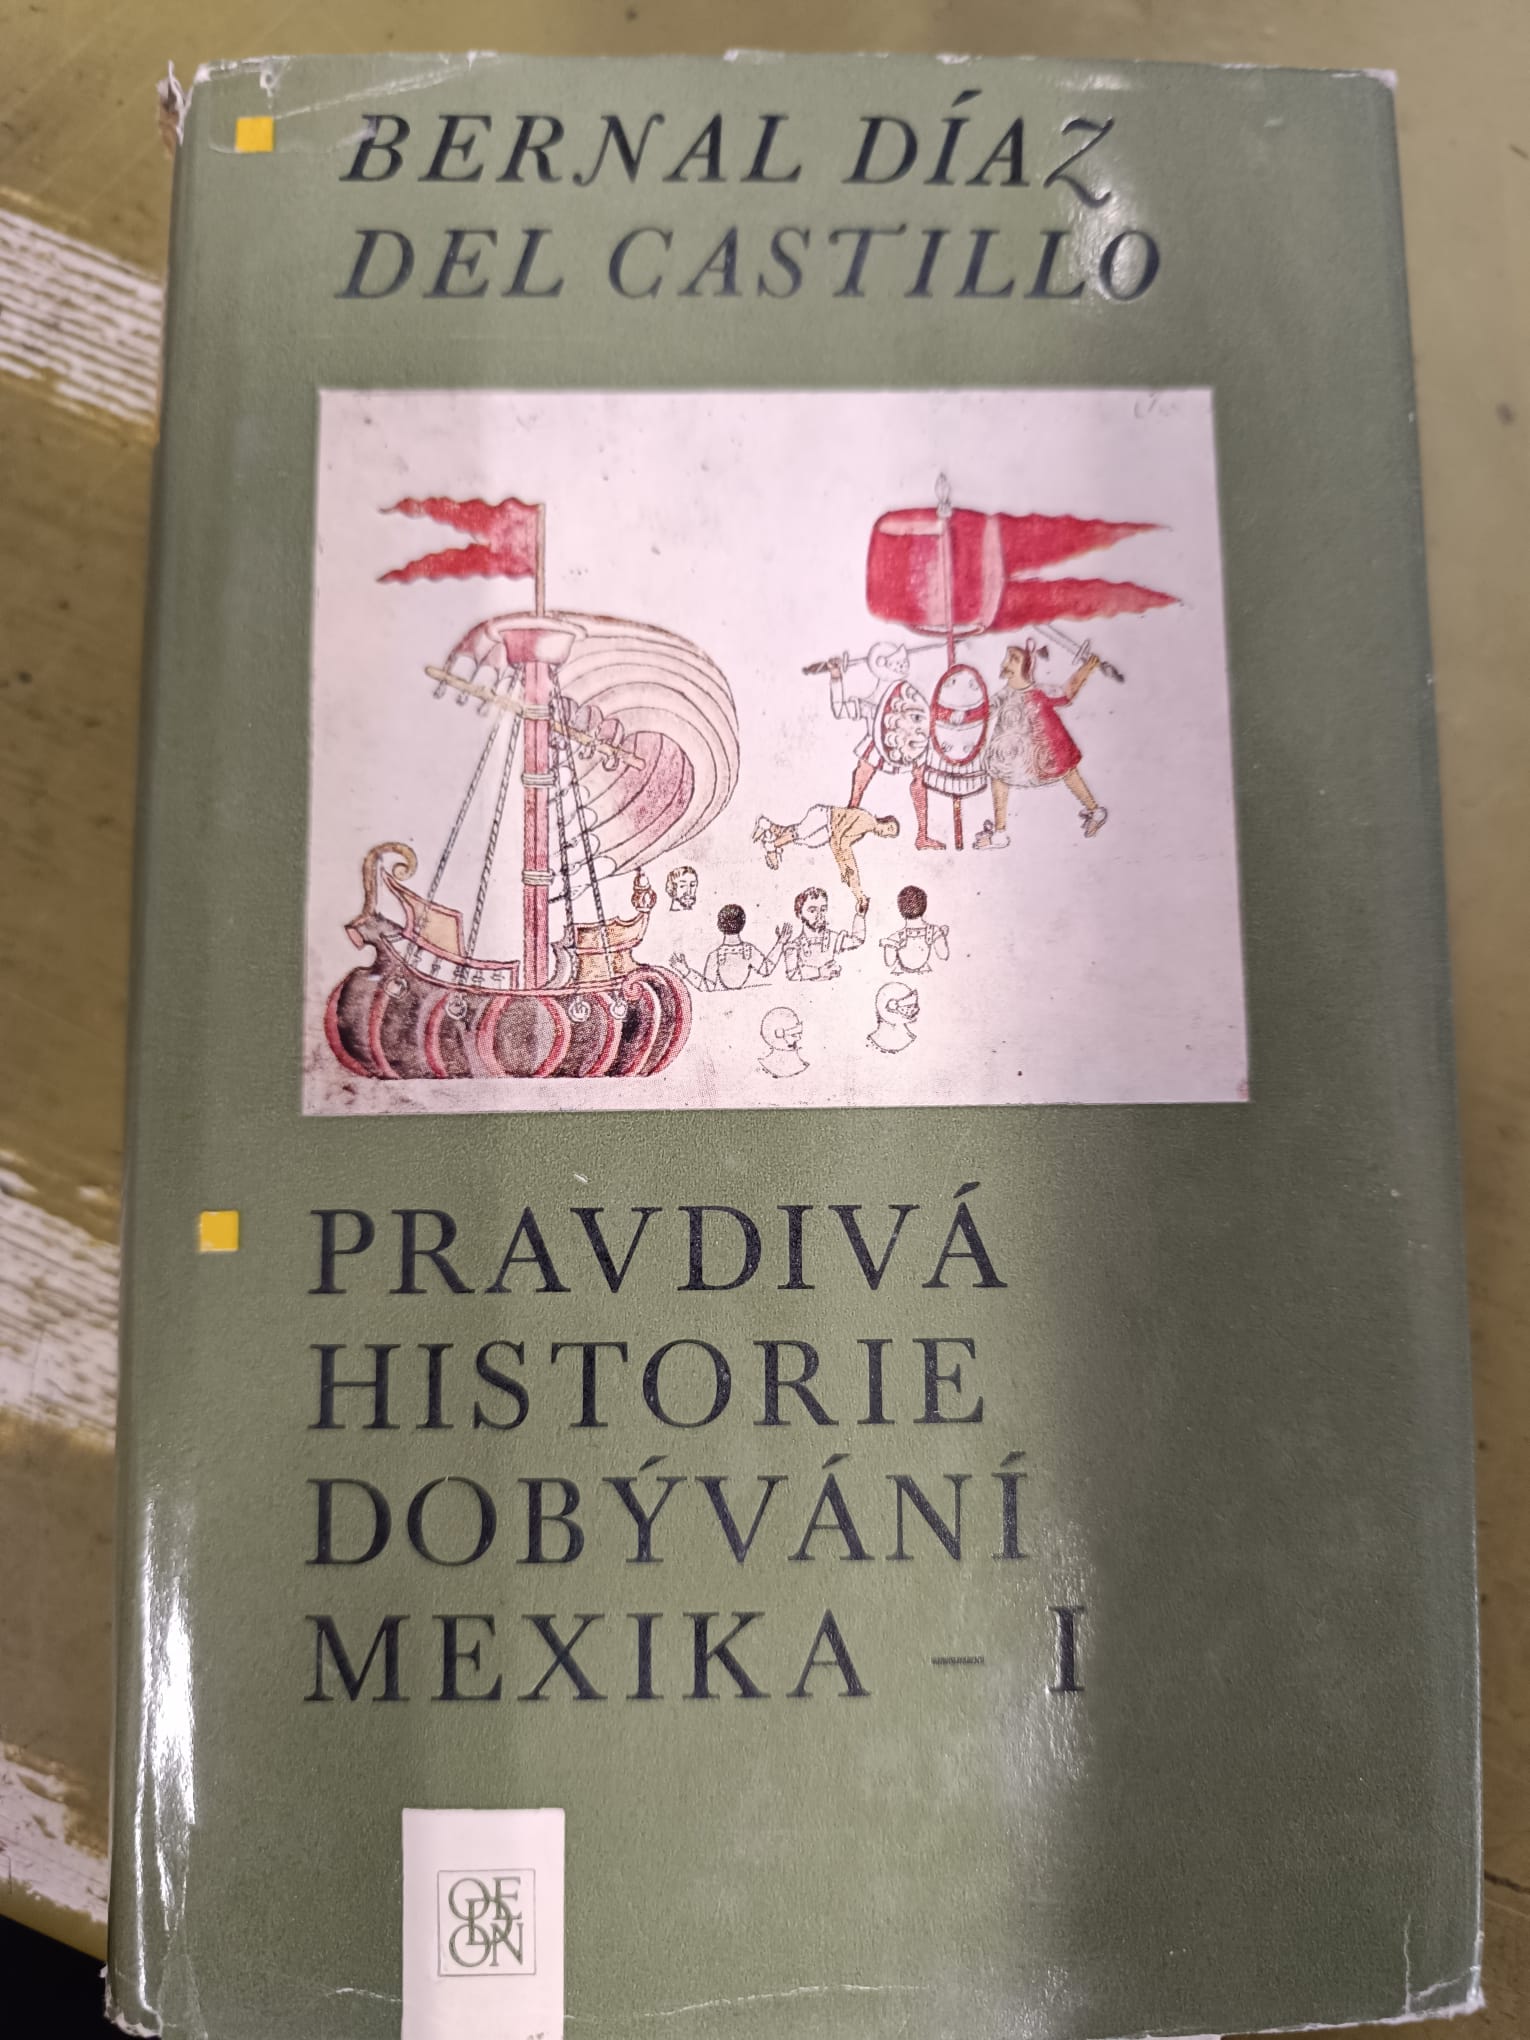 BERNAL DÍAZ
DEL CASTILLO
PRAVDIVÁ
HISTORIE
DOBÝVÁNÍ
MEXIKA – I
ODEON